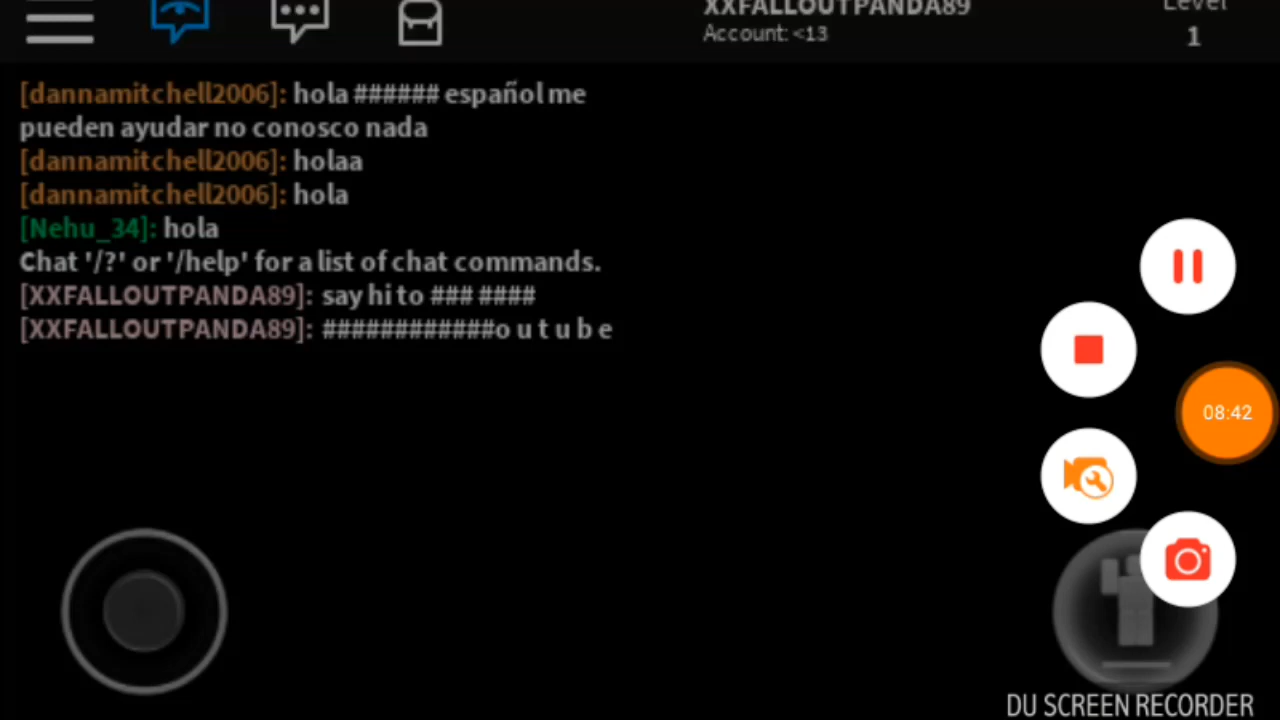 XXFALLOUTPANDA89
Level
Account: <13
1
[dannamitchell2006]: hola ###### español me
pueden ayudar no conosco nada
[dannamitchell2006]: holaa
[dannamitchell2006]: hola
[Nehu_34]: hola
Chat '/?' or '/help' for a list of chat commands.
[XXFALLOUTPANDA89]: say hi to ### ####
[XXFALLOUTPANDA89]: ############o u t u b e
08:42
DU SCREEN RECORDER